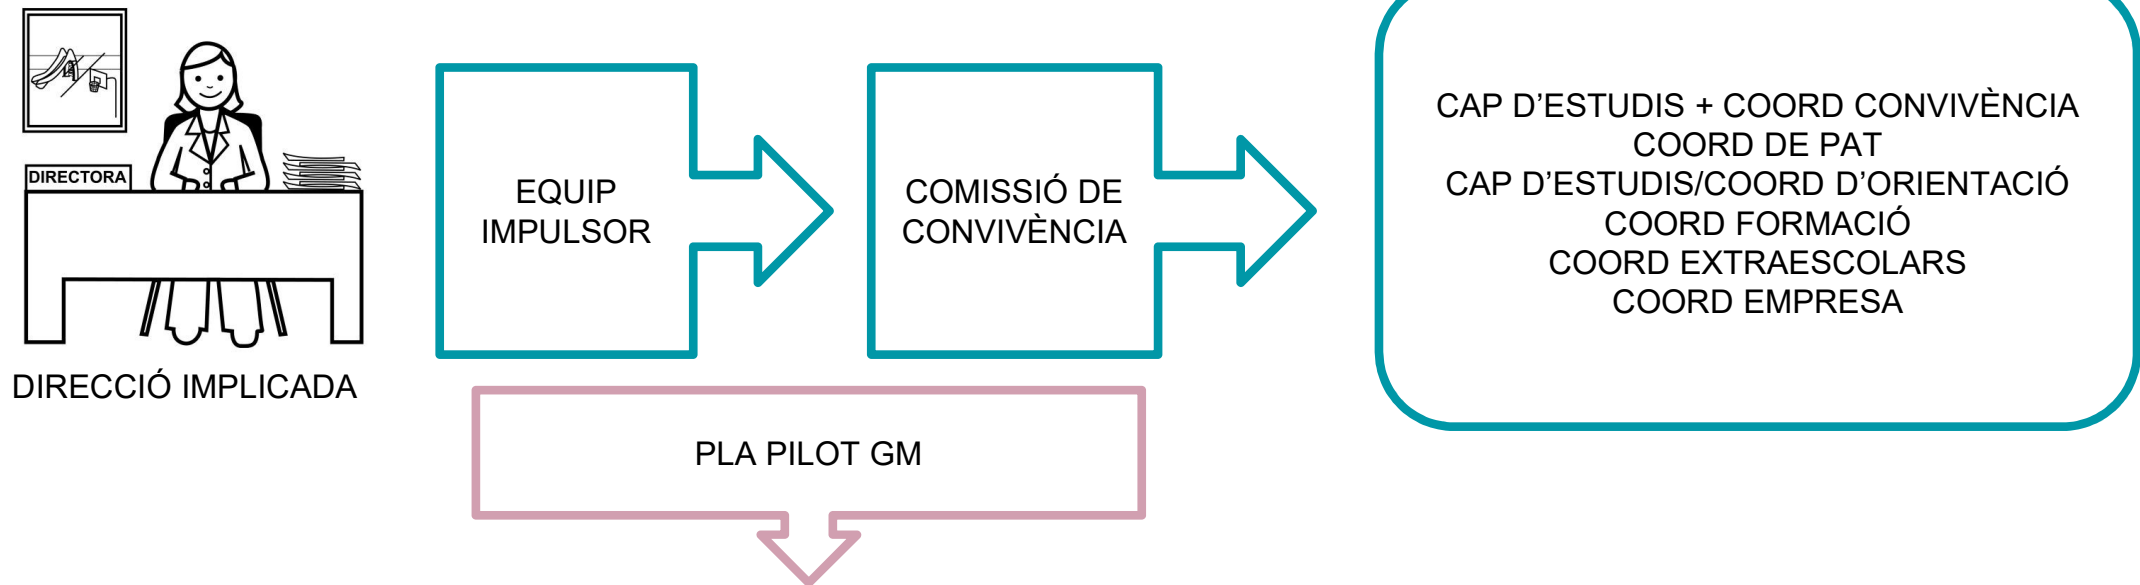 DIRECTORA
DIRECCIÓ IMPLICADA
EQUIP
IMPULSOR
COMISSIÓ DE
CONVIVÈNCIA
PLA PILOT GM
CAP D’ESTUDIS + COORD CONVIVÈNCIA
COORD DE PAT
CAP D’ESTUDIS/COORD D’ORIENTACIÓ
COORD FORMACIÓ
COORD EXTRAESCOLARS
COORD EMPRESA